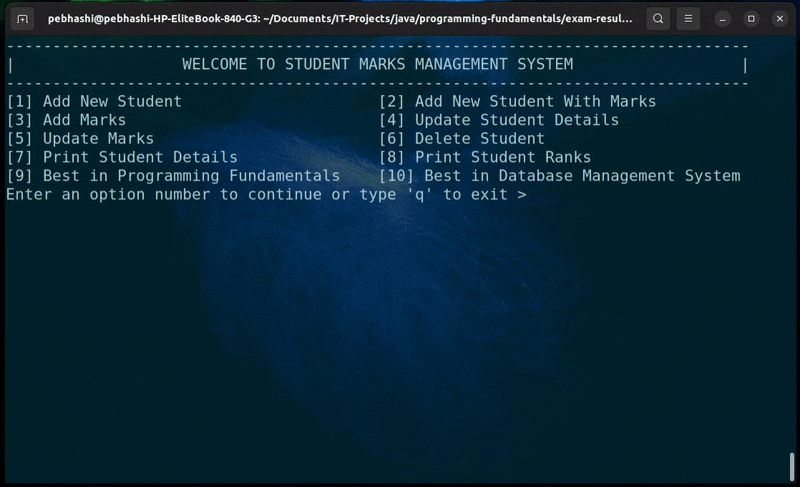 pebhashi@pebhashi-HP-EliteBook-840-G3: ~/Documents/IT-Projects/java/programming-fundamentals/exam-resul...
--------------------------------------------------------------------------------
| WELCOME TO STUDENT MARKS MANAGEMENT SYSTEM |
--------------------------------------------------------------------------------
[1] Add New Student [2] Add New Student With Marks
[3] Add Marks [4] Update Student Details
[5] Update Marks [6] Delete Student
[7] Print Student Details [8] Print Student Ranks
[9] Best in Programming Fundamentals [10] Best in Database Management System
Enter an option number to continue or type 'q' to exit >